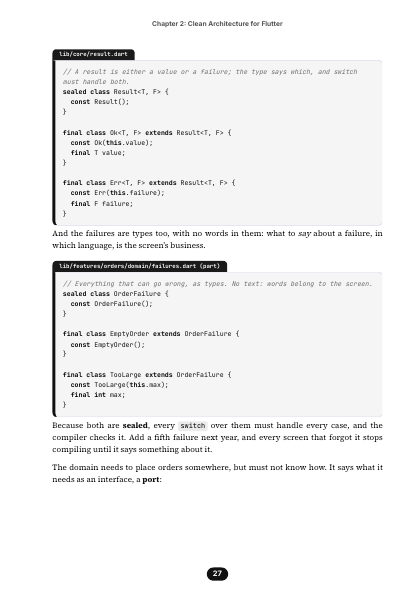 Chapter 2: Clean Architecture for Flutter
lib/core/result.dart
// A result is either a value or a failure; the type says which, and switch
must handle both.
sealed class Result<T, F> {
  const Result();
}
final class Ok<T, F> extends Result<T, F> {
  const Ok(this.value);
  final T value;
}
final class Err<T, F> extends Result<T, F> {
  const Err(this.failure);
  final F failure;
}
And the failures are types too, with no words in them: what to say about a failure, in
which language, is the screen's business.
lib/features/orders/domain/failures.dart (part)
// Everything that can go wrong, as types. No text: words belong to the screen.
sealed class OrderFailure {
  const OrderFailure();
}
final class EmptyOrder extends OrderFailure {
  const EmptyOrder();
}
final class TooLarge extends OrderFailure {
  const TooLarge(this.max);
  final int max;
}
Because both are sealed, every switch over them must handle every case, and the
compiler checks it. Add a fifth failure next year, and every screen that forgot it stops
compiling until it says something about it.
The domain needs to place orders somewhere, but must not know how. It says what it
needs as an interface, a port:
27